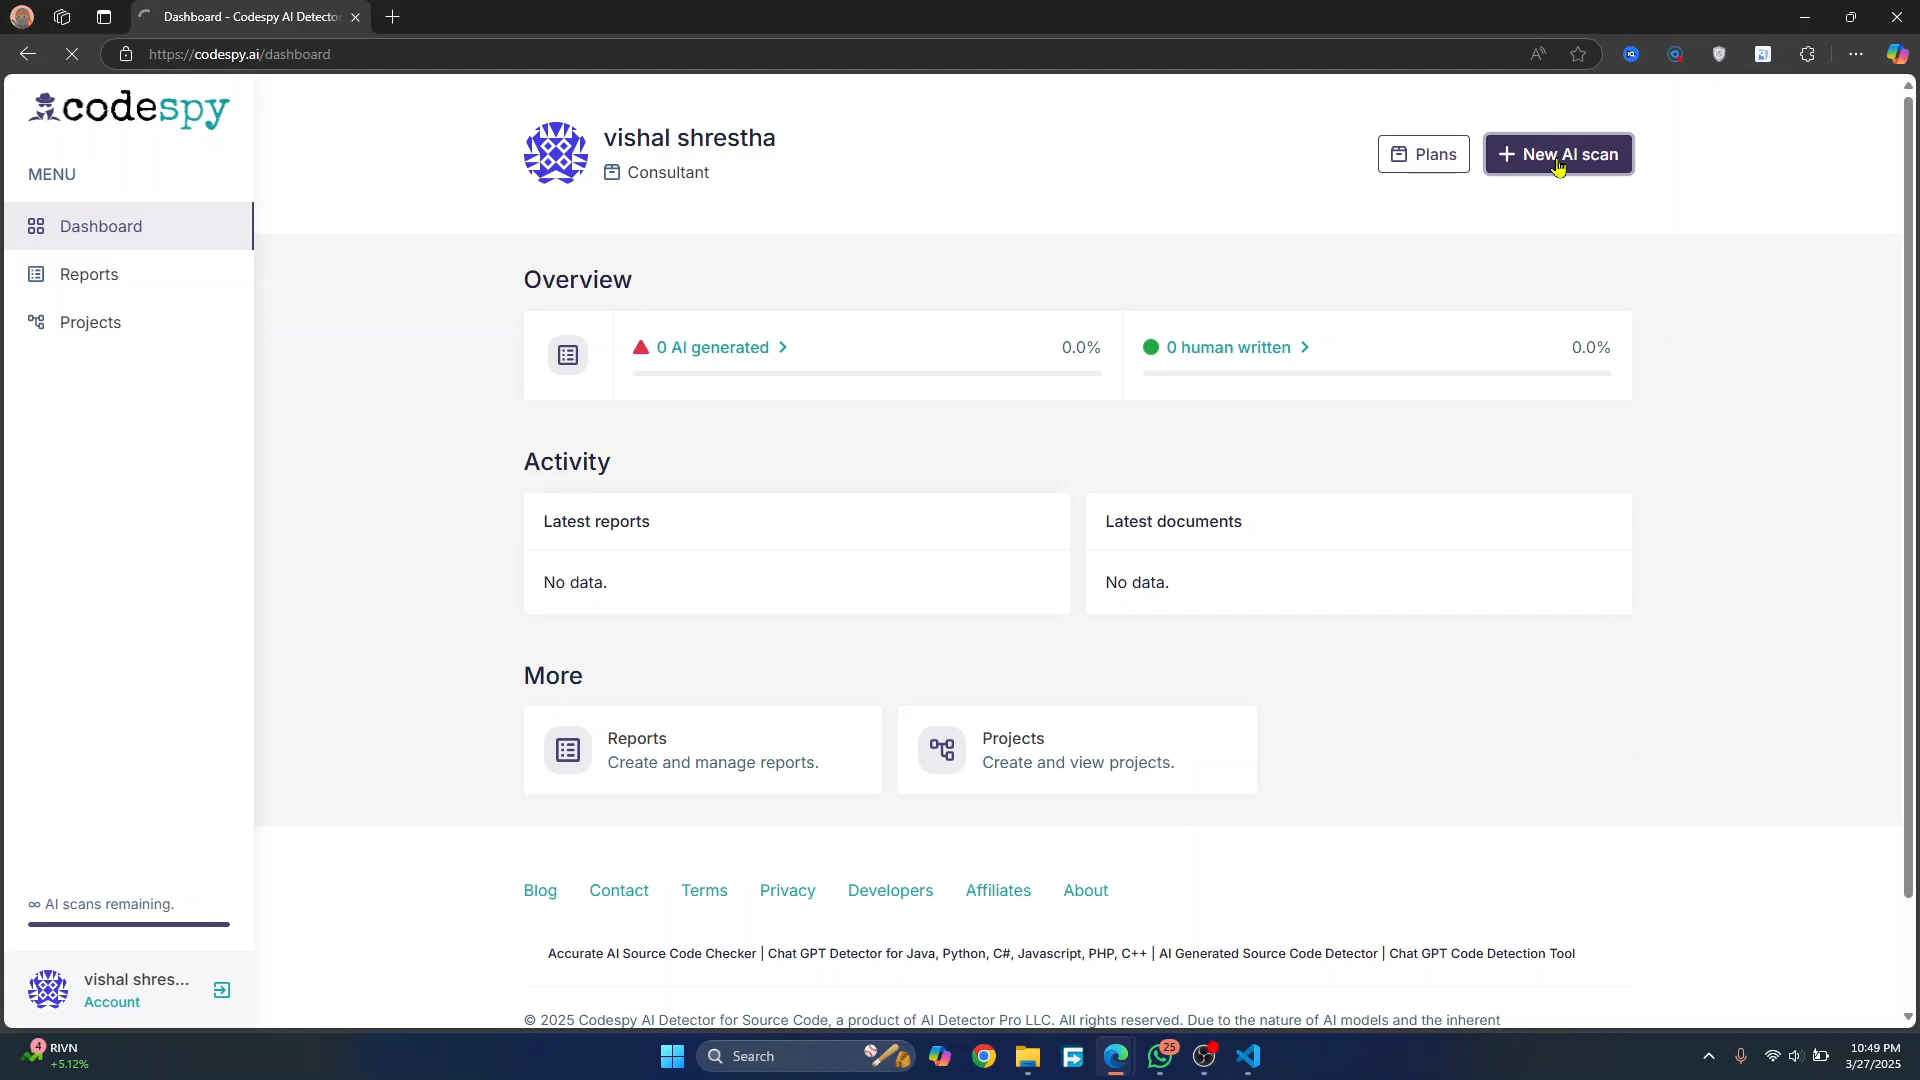 Dashboard - Codespy AI Detector
https://codespy.ai/dashboard
codespy
MENU
Dashboard
Reports
Projects
∞ AI scans remaining.
vishal shres...
Account
vishal shrestha
Consultant
Plans
New AI scan
Overview
0 AI generated
0.0%
0 human written
0.0%
Activity
Latest reports
No data.
Latest documents
No data.
More
Reports
Create and manage reports.
Projects
Create and view projects.
Blog Contact Terms Privacy Developers Affiliates About
Accurate AI Source Code Checker | Chat GPT Detector for Java, Python, C#, Javascript, PHP, C++ | AI Generated Source Code Detector | Chat GPT Code Detection Tool
© 2025 Codespy AI Detector for Source Code, a product of AI Detector Pro LLC. All rights reserved. Due to the nature of AI models and the inherent
4
RIVN
+5.12%
Search
25
10:49 PM
3/27/2025